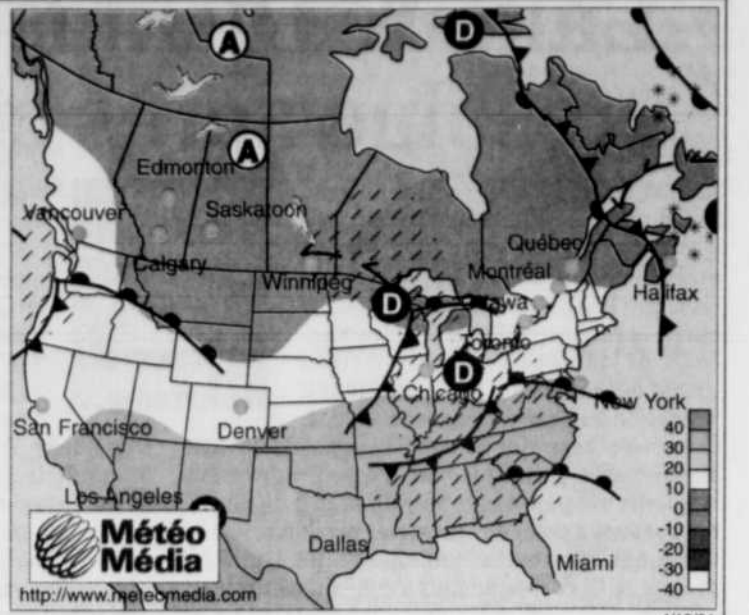 A
D
A
Edmonton
Vancouver
Saskatoon
Québec
Calgary
Montréal
Winnipeg
Halifax
D
Toronto
D
Chicago
New York
San Francisco
Denver
40
30
20
10
0
-10
-20
-30
-40
Los Angeles
Météo
Média
Dallas
Miami
http://www.meteomedia.com